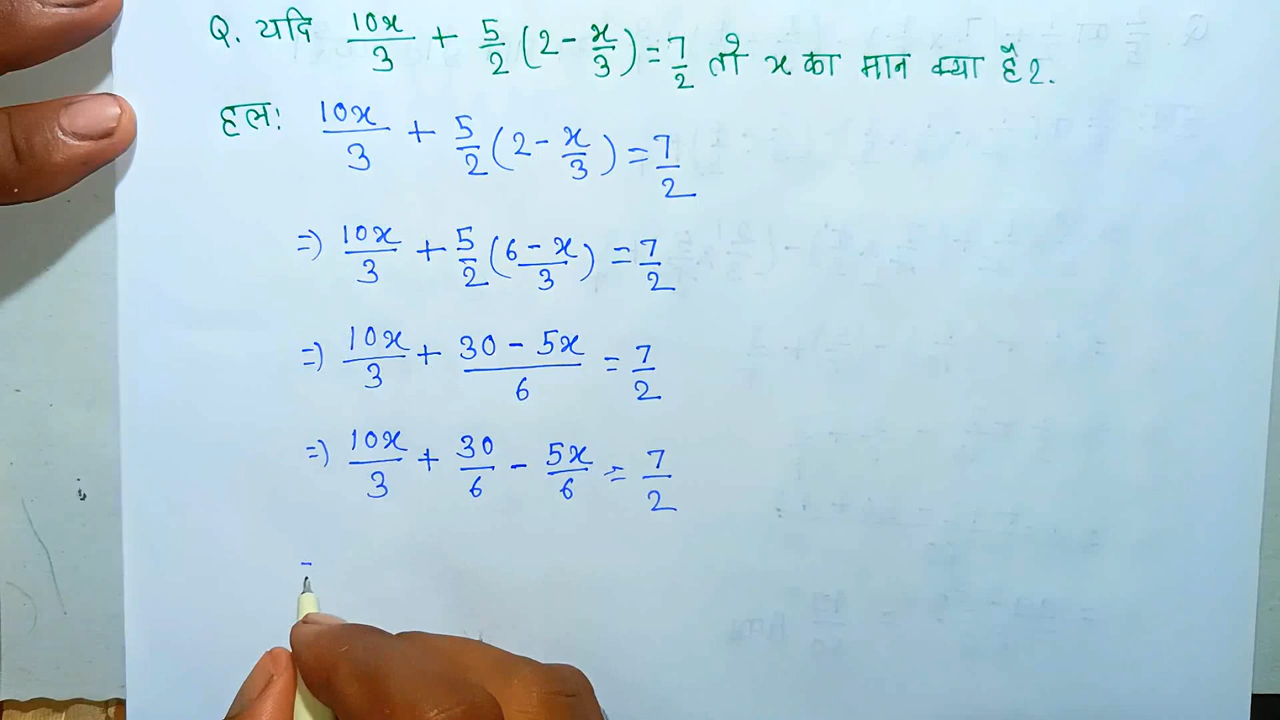 Q. यदि 10x/3 + 5/2 (2 - x/3) = 7/2 तो x का मान क्या है ?.
हल: 10x/3 + 5/2 (2 - x/3) = 7/2
=) 10x/3 + 5/2 (6 - x/3) = 7/2
=) 10x/3 + 30 - 5x/6 = 7/2
=) 10x/3 + 30/6 - 5x/6 = 7/2
-